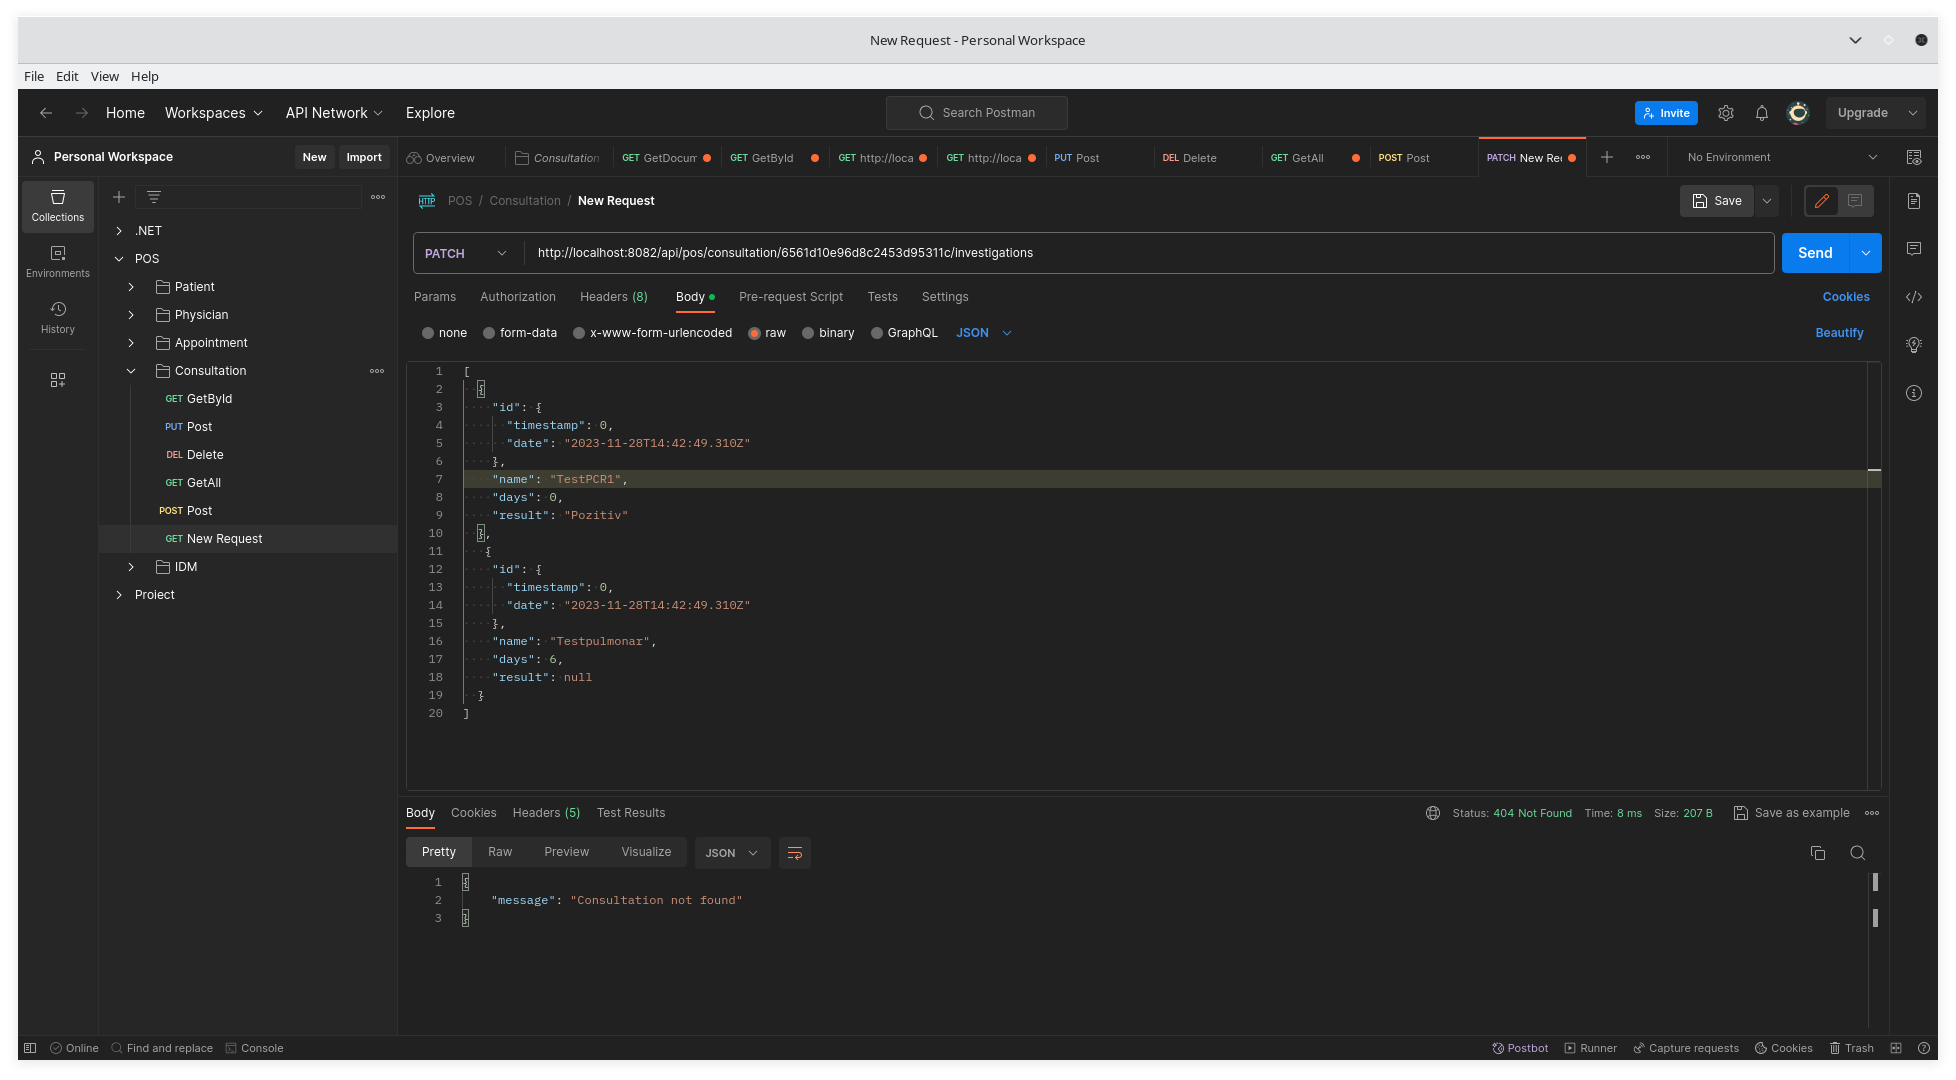 New Request - Personal Workspace
File Edit View Help
Home Workspaces API Network Explore Search Postman Invite Upgrade
Personal Workspace New Import
Overview Consultation GET GetDocum GET GetById GET http://loca GET http://loca PUT Post DEL Delete GET GetAll POST Post PATCH New Rec No Environment
Collections
Environments
History
.NET
POS
Patient
Physician
Appointment
Consultation
GET GetById
PUT Post
DEL Delete
GET GetAll
POST Post
GET New Request
IDM
Project
HTTP POS / Consultation / New Request Save
PATCH http://localhost:8082/api/pos/consultation/6561d10e96d8c2453d95311c/investigations Send
Params Authorization Headers (8) Body Pre-request Script Tests Settings Cookies
none form-data x-www-form-urlencoded raw binary GraphQL JSON Beautify
1 [
2 {
3 "id": {
4 "timestamp": 0,
5 "date": "2023-11-28T14:42:49.310Z"
6 },
7 "name": "TestPCR1",
8 "days": 0,
9 "result": "Pozitiv"
10 },
11 {
12 "id": {
13 "timestamp": 0,
14 "date": "2023-11-28T14:42:49.310Z"
15 },
16 "name": "Testpulmonar",
17 "days": 6,
18 "result": null
19 }
20 ]
Body Cookies Headers (5) Test Results Status: 404 Not Found Time: 8 ms Size: 207 B Save as example
Pretty Raw Preview Visualize JSON
1 {
2 "message": "Consultation not found"
3 }
Online Find and replace Console Postbot Runner Capture requests Cookies Trash